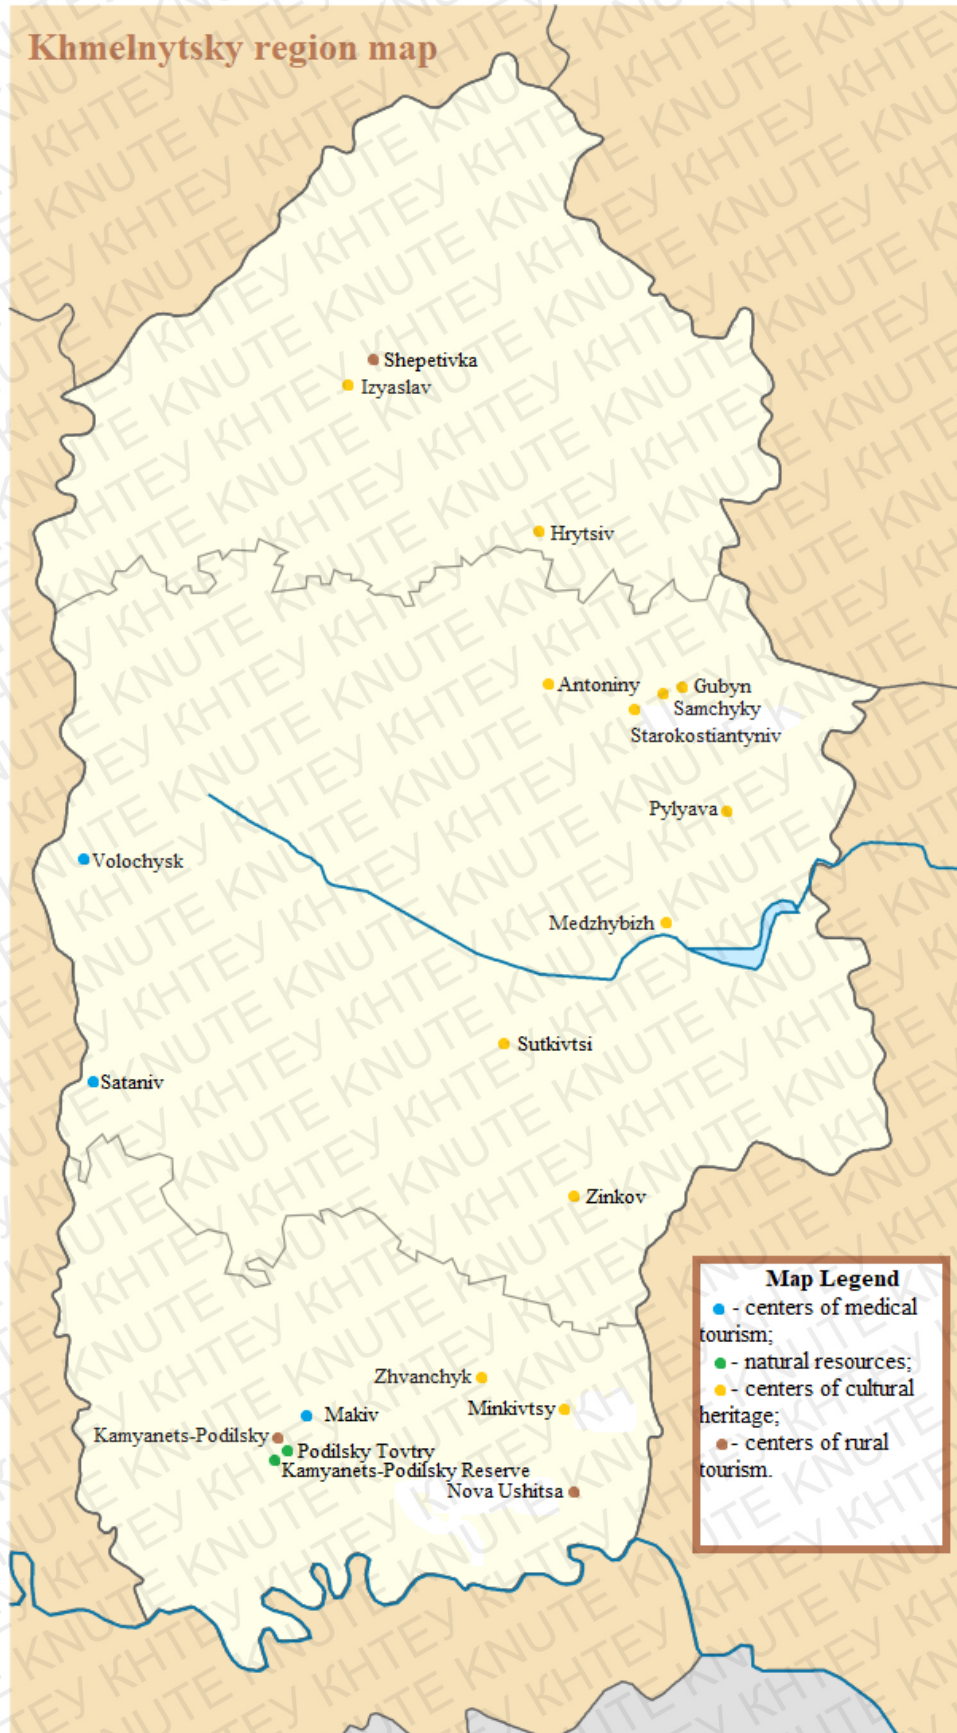 Khmelnytsky region map
Shepetivka
Izyaslav
Hrytsiv
Antoniny
Gubyn
Samchyky
Starokostiantyniv
Pylyava
Volochysk
Medzhybizh
Sutkivtsi
Sataniv
Zinkov
Map Legend
- centers of medical
tourism;
- natural resources;
- centers of cultural
heritage;
- centers of rural
tourism.
Zhvanchyk
Minkivtsy
Makiv
Kamyanets-Podilsky
Podilsky Tovtry
Kamyanets-Podilsky Reserve
Nova Ushitsa
KNUTE КНТЕУ